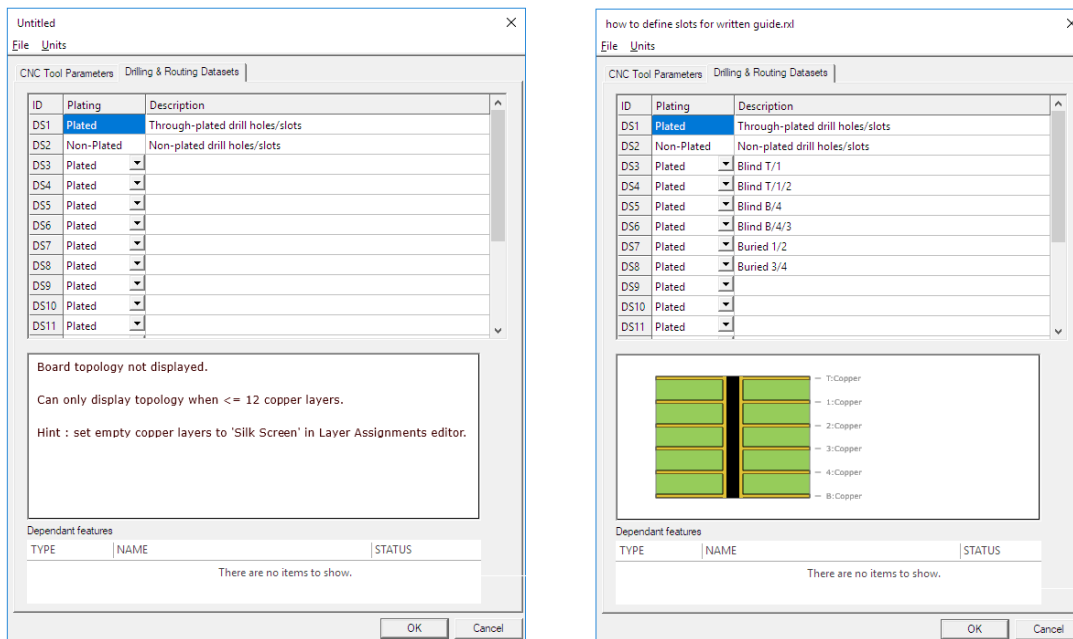 Untitled
File Units
CNC Tool Parameters Drilling & Routing Datasets
ID Plating Description
DS1 Plated Through-plated drill holes/slots
DS2 Non-Plated Non-plated drill holes/slots
DS3 Plated
DS4 Plated
DS5 Plated
DS6 Plated
DS7 Plated
DS8 Plated
DS9 Plated
DS10 Plated
DS11 Plated
Board topology not displayed.
Can only display topology when <= 12 copper layers.
Hint : set empty copper layers to 'Silk Screen' in Layer Assignments editor.
Dependant features
TYPE NAME STATUS
There are no items to show.
OK Cancel
how to define slots for written guide.rxl
File Units
CNC Tool Parameters Drilling & Routing Datasets
ID Plating Description
DS1 Plated Through-plated drill holes/slots
DS2 Non-Plated Non-plated drill holes/slots
DS3 Plated Blind T/1
DS4 Plated Blind T/1/2
DS5 Plated Blind B/4
DS6 Plated Blind B/4/3
DS7 Plated Buried 1/2
DS8 Plated Buried 3/4
DS9 Plated
DS10 Plated
DS11 Plated
T:Copper
1:Copper
2:Copper
3:Copper
4:Copper
B:Copper
Dependant features
TYPE NAME STATUS
There are no items to show.
OK Cancel